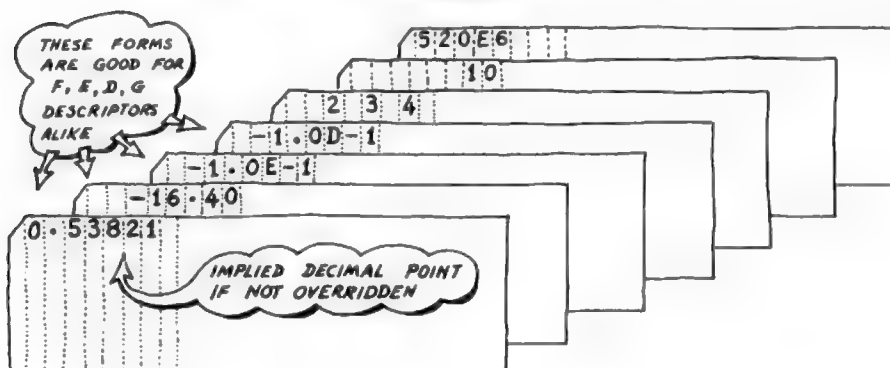 THESE FORMS
ARE GOOD FOR
F, E, D, G
DESCRIPTORS
ALIKE
520E6
10
2 3 4
-1.0D-1
-1.0E-1
-16.40
0.53821
IMPLIED DECIMAL POINT
IF NOT OVERRIDDEN